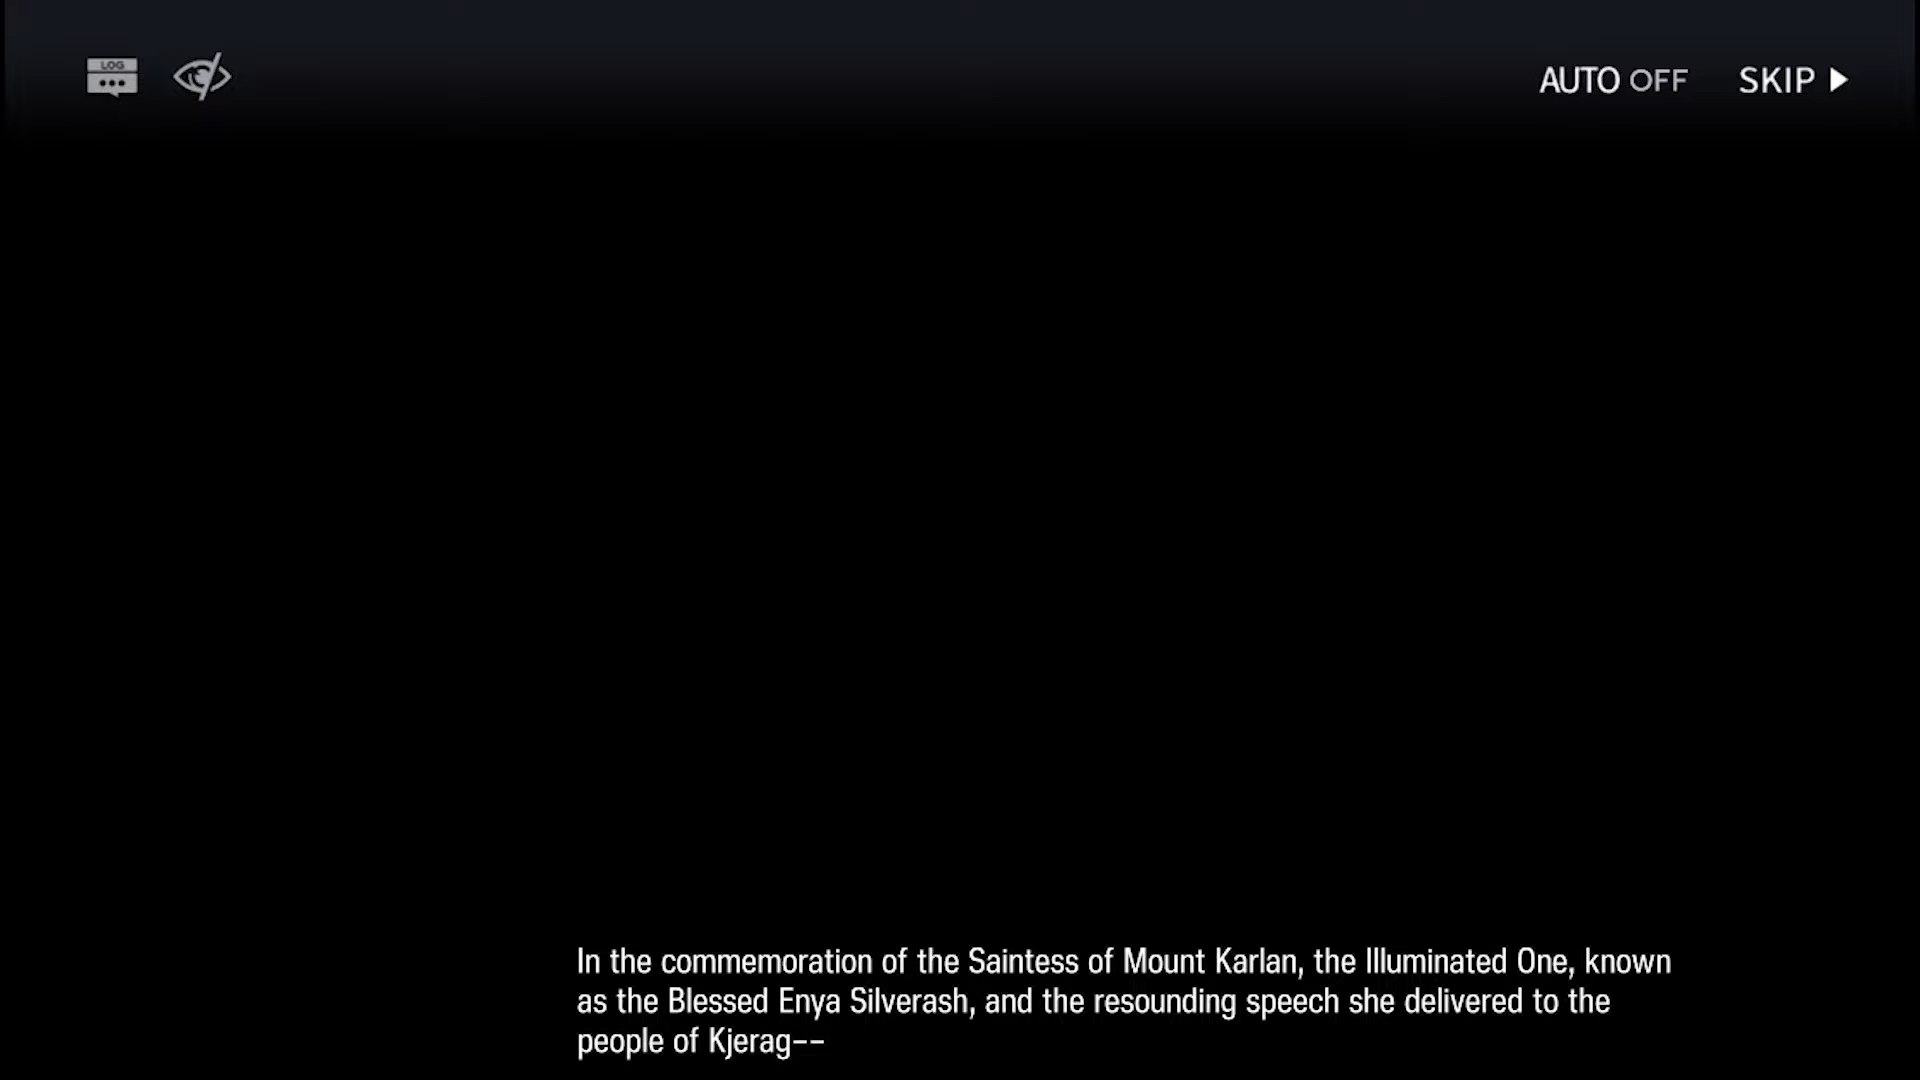 LOG
AUTO OFF
SKIP
In the commemoration of the Saintess of Mount Karlan, the Illuminated One, known
as the Blessed Enya Silverash, and the resounding speech she delivered to the
people of Kjerag--